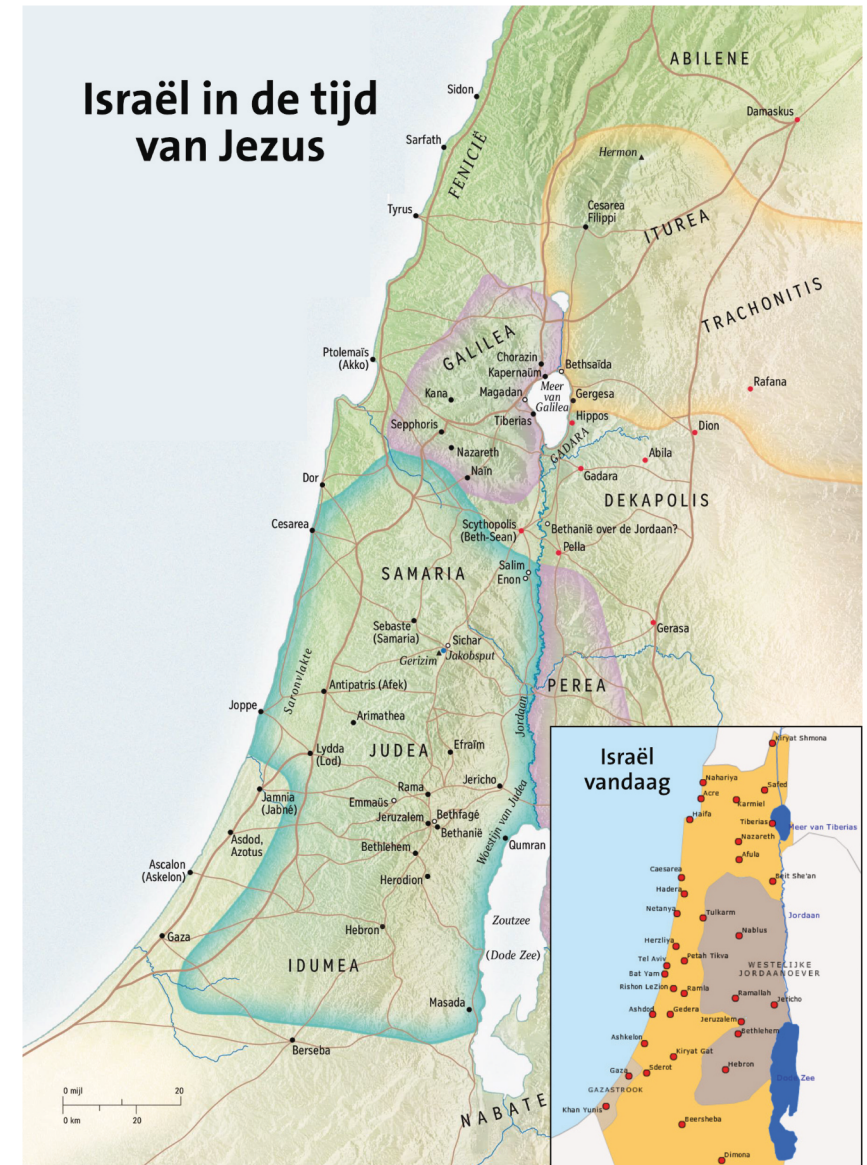 Israël in de tijd
van Jezus
ABILENE
Sidon
Damaskus
Sarfath
FENICIË
Hermon
Tyrus
Cesarea
Filippi
ITUREA
TRACHONITIS
GALILEA
Ptolemaïs
(Akko)
Chorazin
Kapernaüm
Bethsaïda
Kana
Magadan
Meer
van
Galilea
Gergesa
Rafana
Tiberias
Hippos
Sepphoris
Dion
GADARA
Nazareth
Abila
Naïn
Gadara
Dor
DEKAPOLIS
Cesarea
Scythopolis
(Beth-Sean)
Bethanië over de Jordaan?
Pella
SAMARIA
Salim
Enon
Sebaste
(Samaria)
Sichar
Gerasa
Gerizim
Jakobsput
Saronvlakte
Antipatris (Afek)
PEREA
Joppe
Jordaan
Arimathea
Lydda
(Lod)
JUDEA
Efraïm
Jericho
Jamnia
(Jabne)
Rama
Emmaüs
Jeruzalem
Bethfagé
Bethanië
Woestijn van Judea
Asdod,
Azotus
Bethlehem
Qumran
Ascalon
(Askelon)
Herodion
Zoutzee
Gaza
Hebron
(Dode Zee)
IDUMEA
Masada
Berseba
0 mijl 20
0 km 20
NABATE
Israël
vandaag
Kiryat Shmona
Nahariya
Safed
Acre
Karmiel
Haifa
Tiberias
Meer van Tiberias
Nazareth
Afula
Caesarea
Beit She'an
Hadera
Netanya
Tulkarm
Jordaan
Nablus
Herzliya
Petah Tikva
Tel Aviv
WESTELIJKE
JORDAANOEVER
Bat Yam
Rishon LeZion
Ramla
Ramallah
Jericho
Ashdod
Gedera
Jeruzalem
Bethlehem
Ashkelon
Kiryat Gat
Hebron
Gaza
Sderot
Dode Zee
GAZASTROOK
Khan Yunis
Beersheba
Dimona